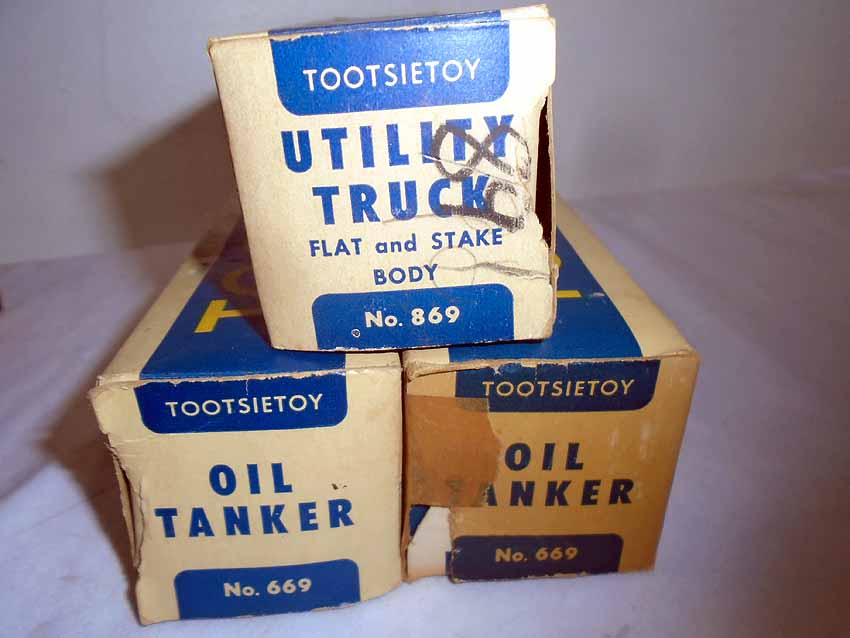 TOOTSIETOY
UTILITY
TRUCK
FLAT and STAKE
BODY
No. 869
TOOTSIETOY
OIL
TANKER
No. 669
TOOTSIETOY
OIL
TANKER
No. 669